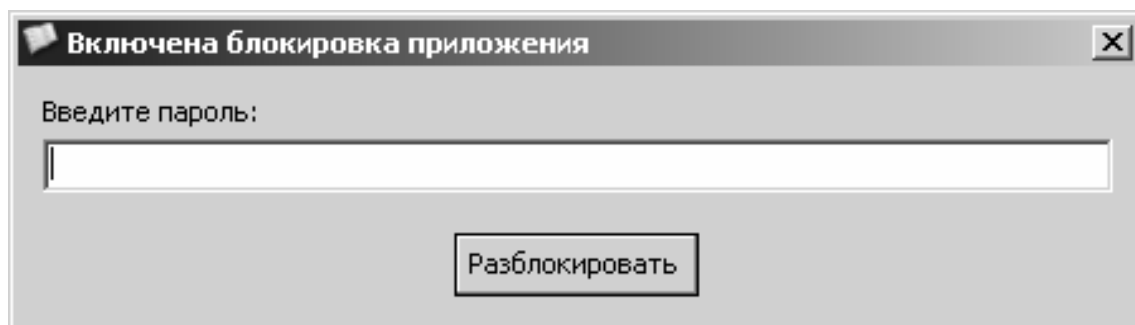 Включена блокировка приложения
Введите пароль:
Разблокировать